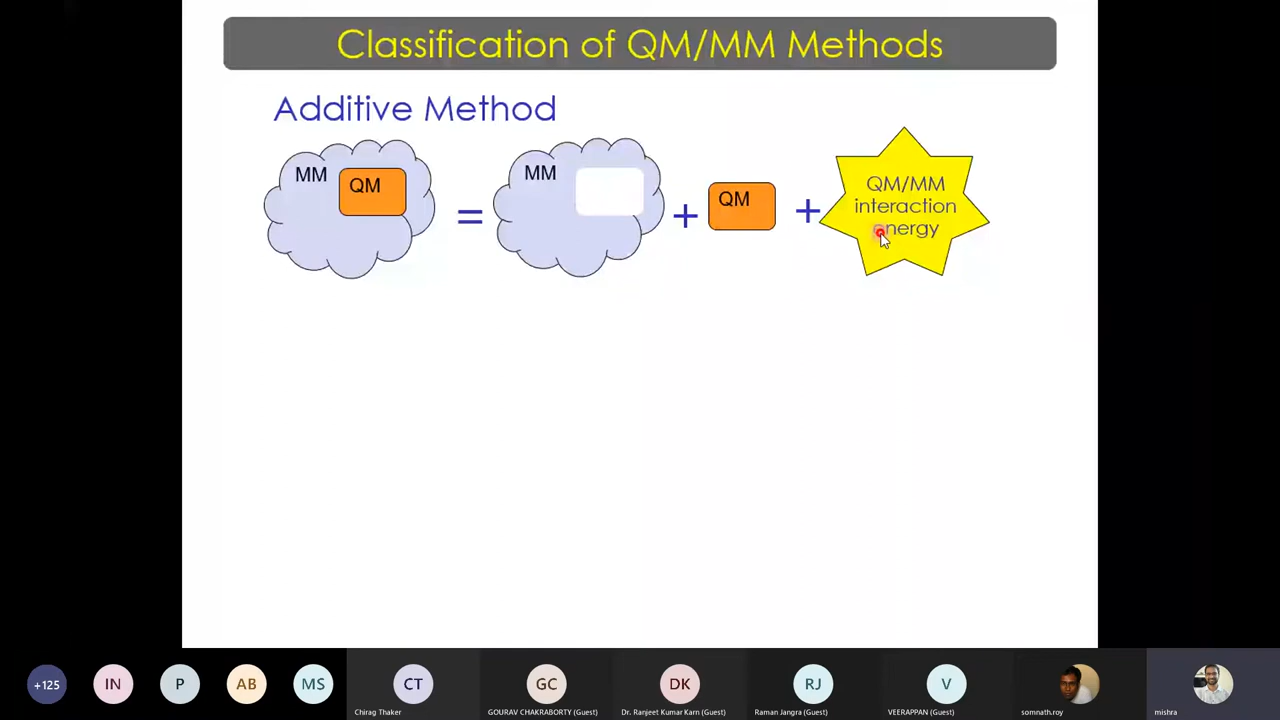 Classification of QM/MM Methods
Additive Method
MM
QM
=
MM
+
QM
+
QM/MM
interaction
energy
+125
IN
P
AB
MS
CT
Chirag Thaker
GC
GOURAV CHAKRABORTY (Guest)
DK
Dr. Ranjeet Kumar Karn (Guest)
RJ
Raman Jangra (Guest)
V
VEERAPPAN (Guest)
somnath.roy
mishra